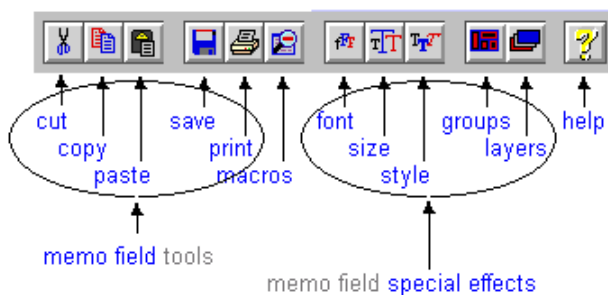 cut save font groups help
copy print size layers
paste macros style
memo field tools
memo field special effects